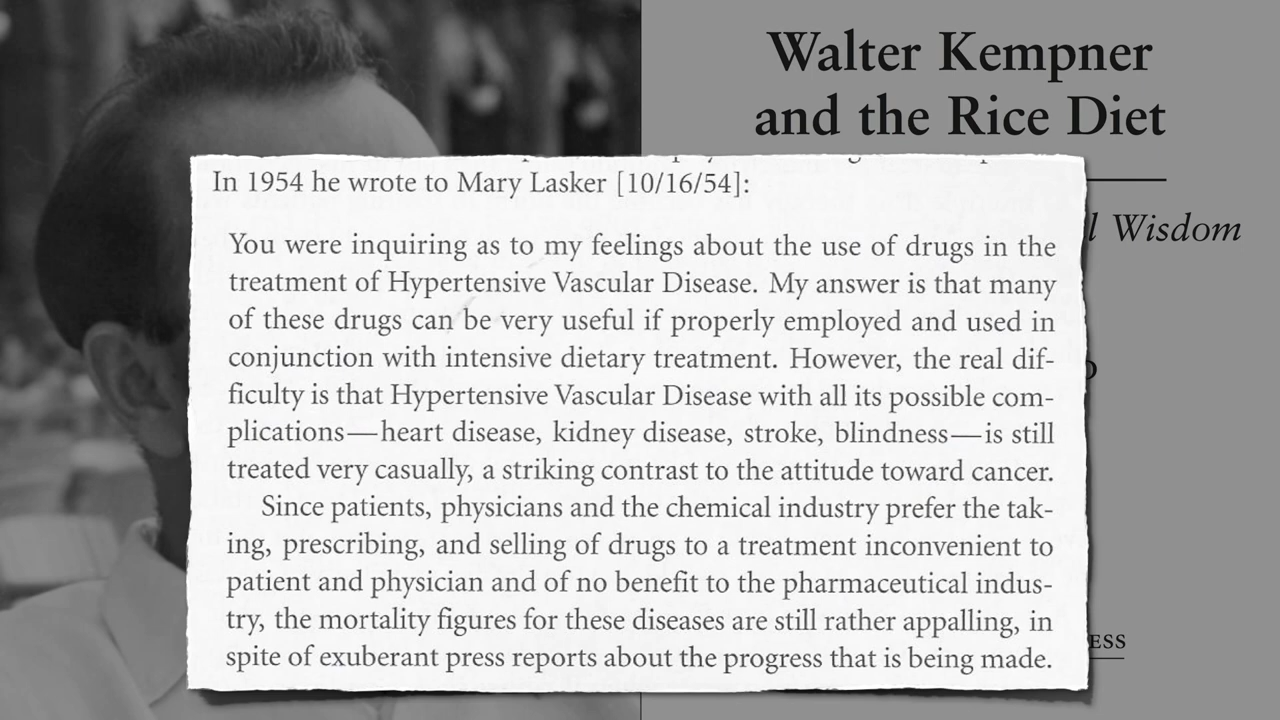 Walter Kempner
and the Rice Diet
Wisdom
In 1954 he wrote to Mary Lasker [10/16/54]:
You were inquiring as to my feelings about the use of drugs in the
treatment of Hypertensive Vascular Disease. My answer is that many
of these drugs can be very useful if properly employed and used in
conjunction with intensive dietary treatment. However, the real dif-
ficulty is that Hypertensive Vascular Disease with all its possible com-
plications—heart disease, kidney disease, stroke, blindness—is still
treated very casually, a striking contrast to the attitude toward cancer.
Since patients, physicians and the chemical industry prefer the tak-
ing, prescribing, and selling of drugs to a treatment inconvenient to
patient and physician and of no benefit to the pharmaceutical indus-
try, the mortality figures for these diseases are still rather appalling, in
spite of exuberant press reports about the progress that is being made.